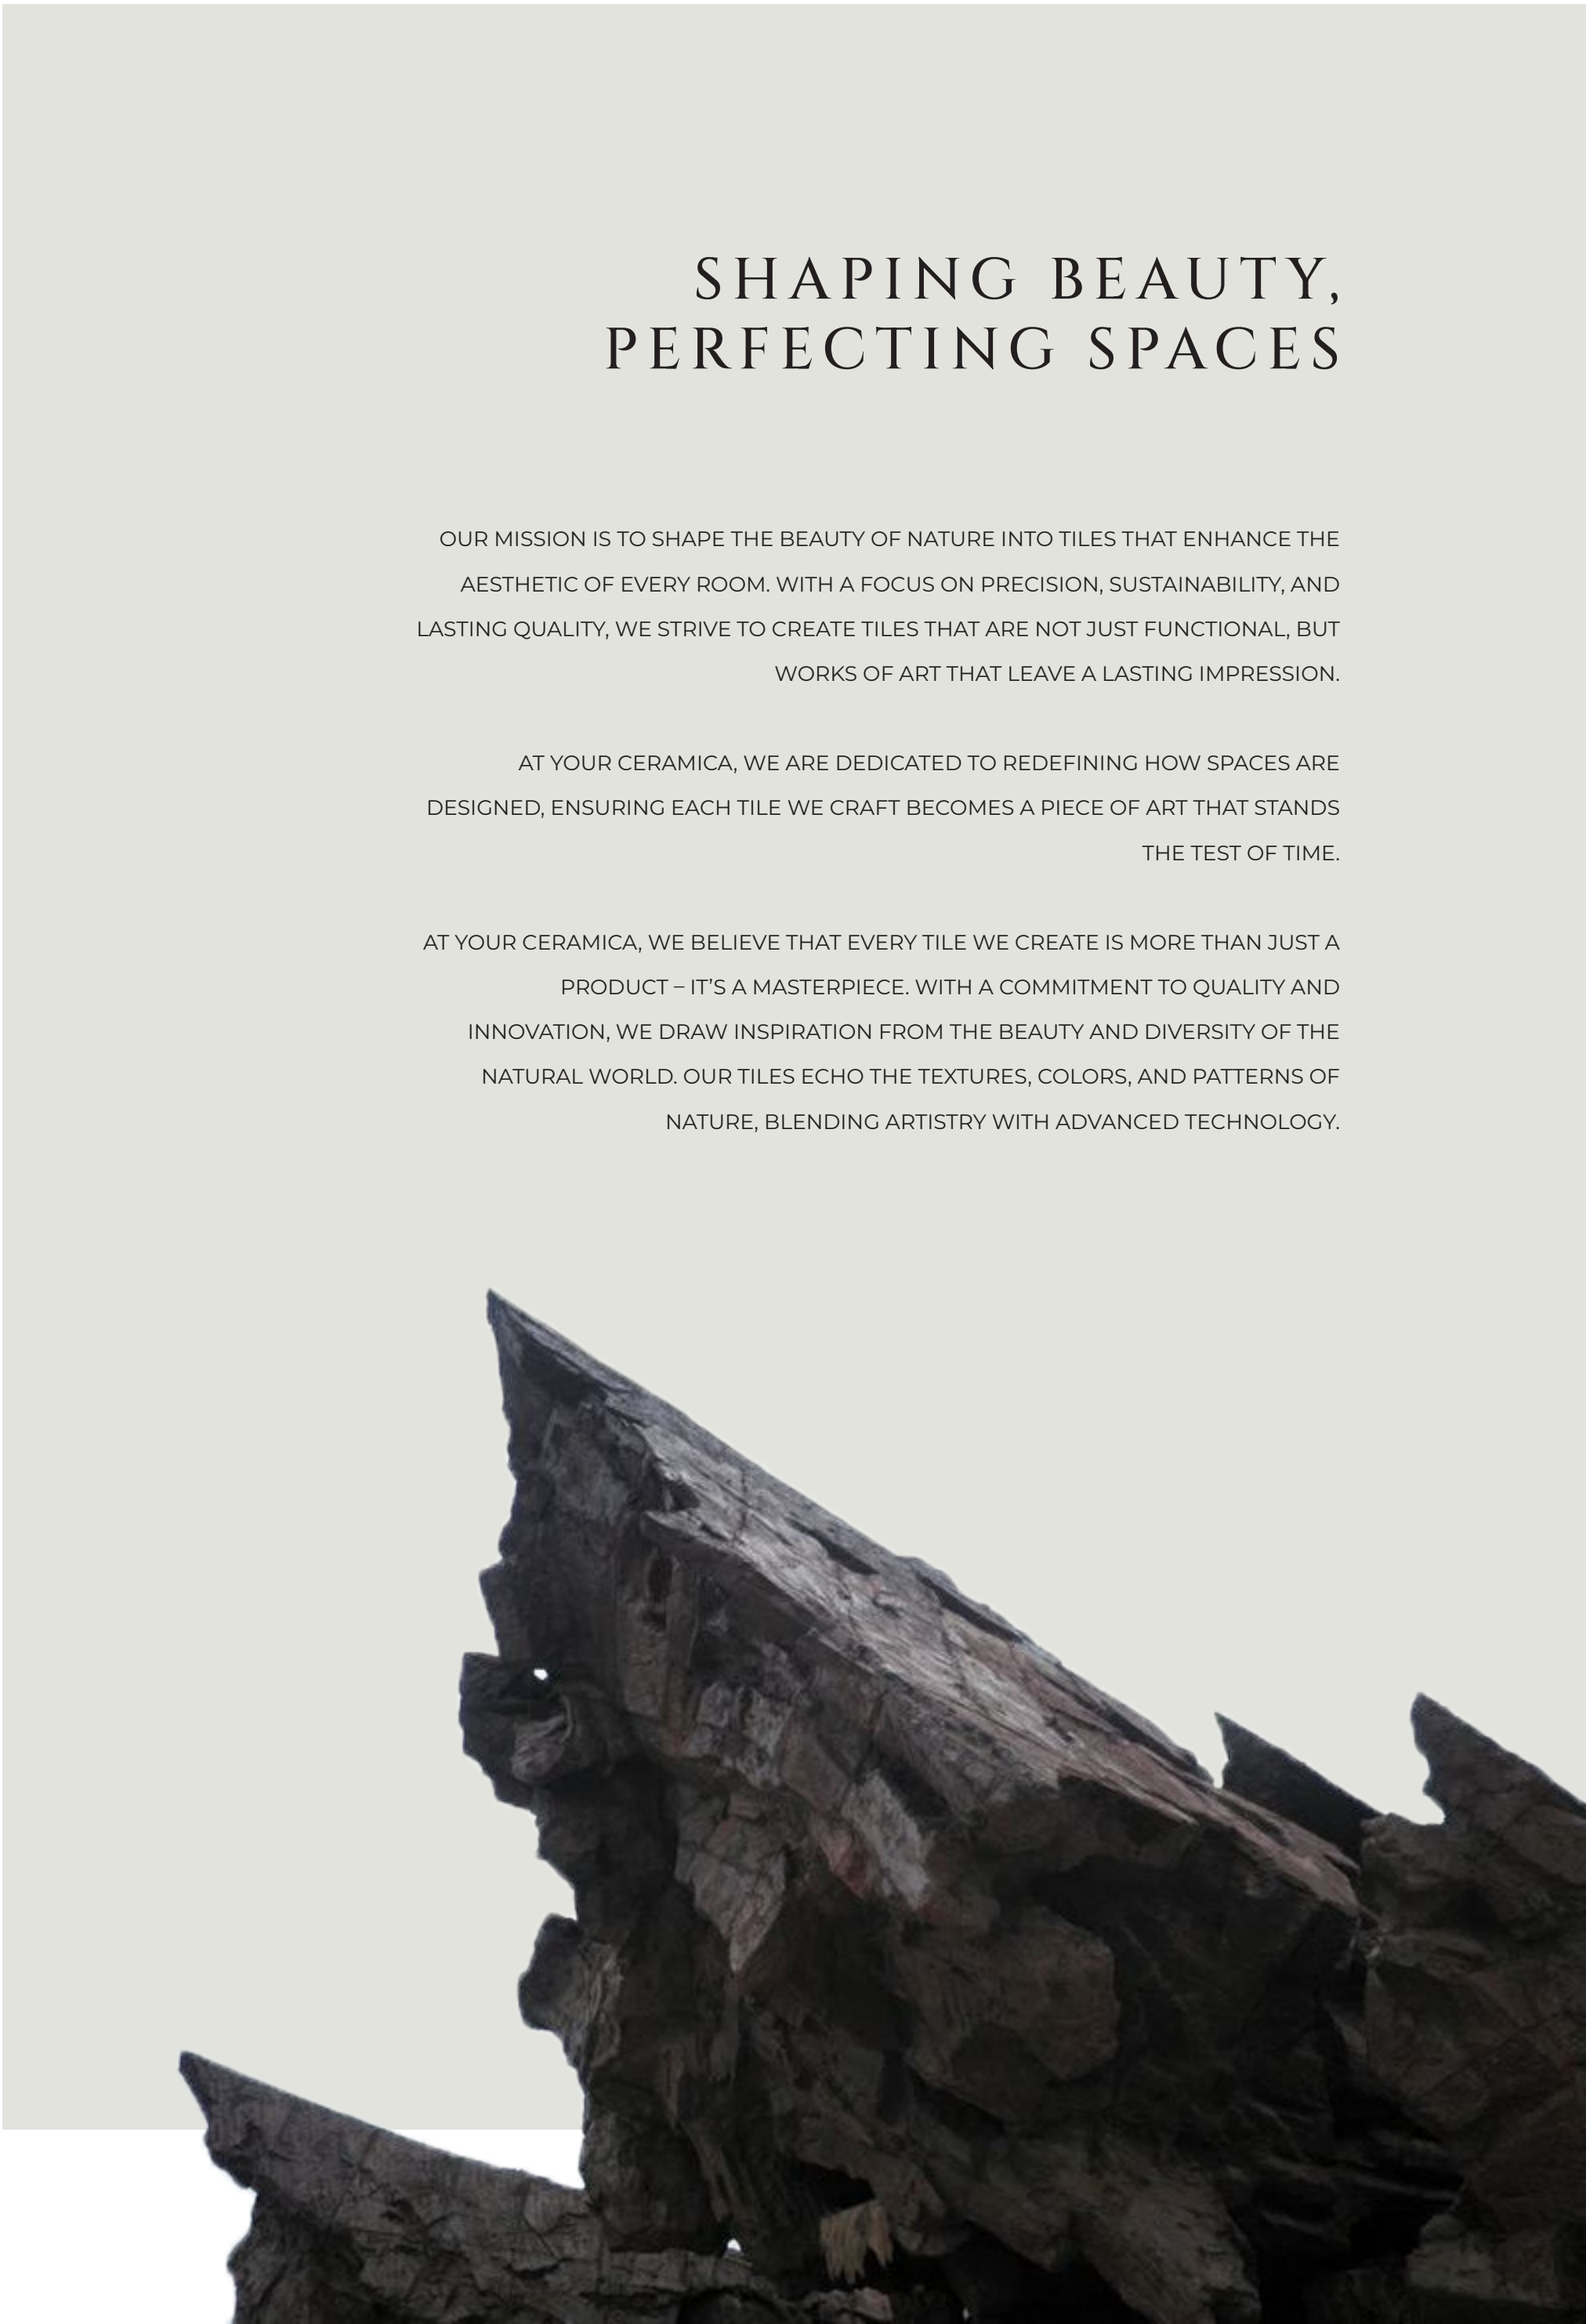 SHAPING BEAUTY,
PERFECTING SPACES
OUR MISSION IS TO SHAPE THE BEAUTY OF NATURE INTO TILES THAT ENHANCE THE
AESTHETIC OF EVERY ROOM. WITH A FOCUS ON PRECISION, SUSTAINABILITY, AND
LASTING QUALITY, WE STRIVE TO CREATE TILES THAT ARE NOT JUST FUNCTIONAL, BUT
WORKS OF ART THAT LEAVE A LASTING IMPRESSION.
AT YOUR CERAMICA, WE ARE DEDICATED TO REDEFINING HOW SPACES ARE
DESIGNED, ENSURING EACH TILE WE CRAFT BECOMES A PIECE OF ART THAT STANDS
THE TEST OF TIME.
AT YOUR CERAMICA, WE BELIEVE THAT EVERY TILE WE CREATE IS MORE THAN JUST A
PRODUCT – IT’S A MASTERPIECE. WITH A COMMITMENT TO QUALITY AND
INNOVATION, WE DRAW INSPIRATION FROM THE BEAUTY AND DIVERSITY OF THE
NATURAL WORLD. OUR TILES ECHO THE TEXTURES, COLORS, AND PATTERNS OF
NATURE, BLENDING ARTISTRY WITH ADVANCED TECHNOLOGY.